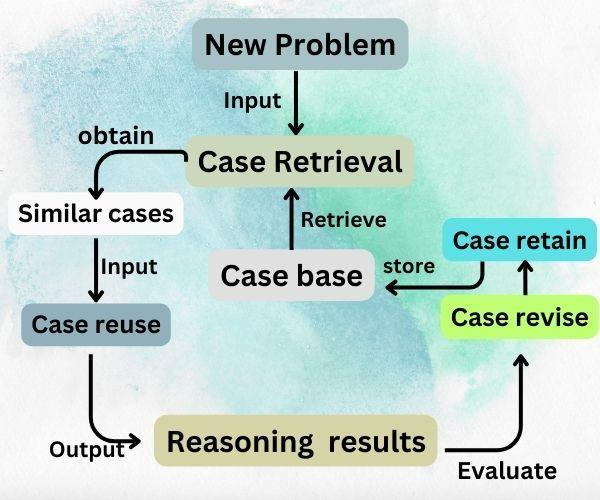 New Problem
Input
obtain
Case Retrieval
Similar cases
Retrieve
Case retain
Input
Case base
store
Case reuse
Case revise
Output
Reasoning results
Evaluate